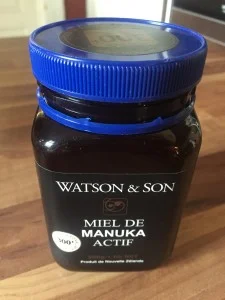 WATSON & SON
MIEL DE
MANUKA
ACTIF
Produit de Nouvelle Zélande